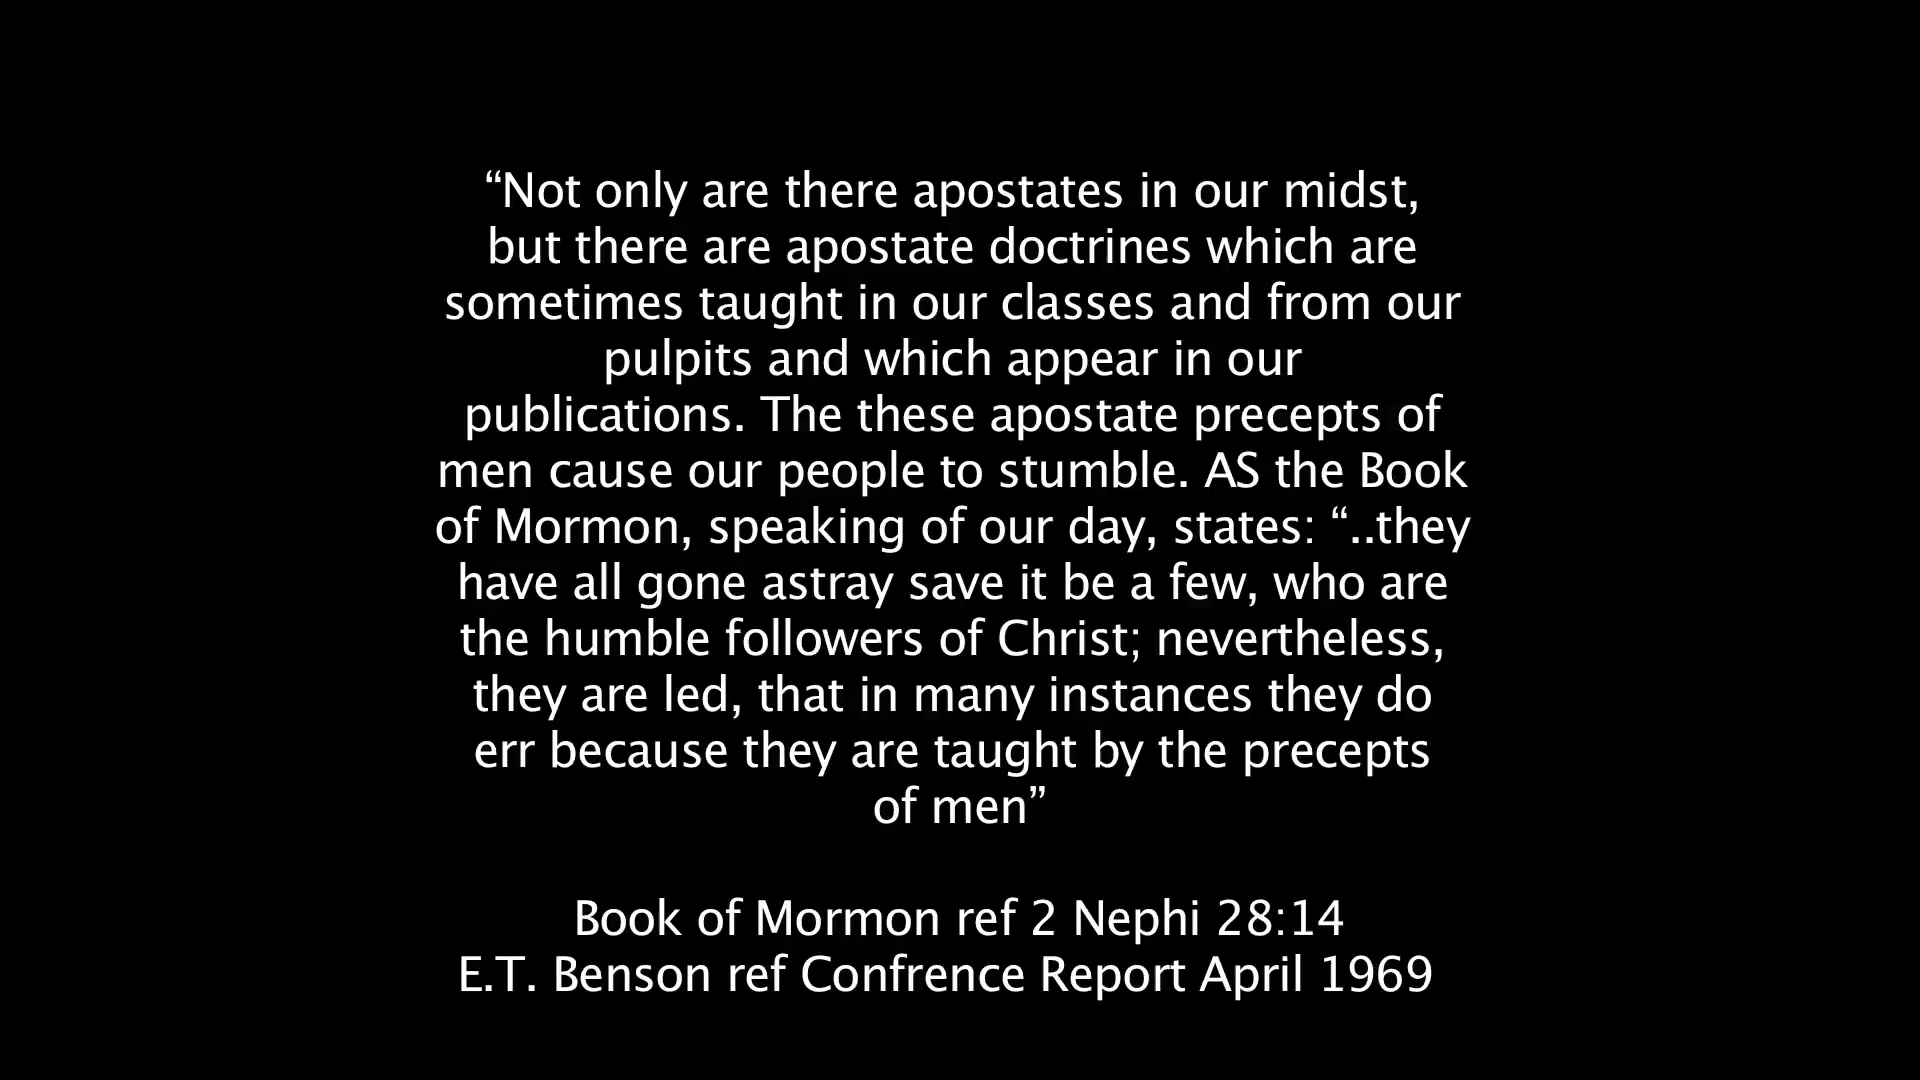 “Not only are there apostates in our midst,
but there are apostate doctrines which are
sometimes taught in our classes and from our
pulpits and which appear in our
publications. The these apostate precepts of
men cause our people to stumble. AS the Book
of Mormon, speaking of our day, states: “..they
have all gone astray save it be a few, who are
the humble followers of Christ; nevertheless,
they are led, that in many instances they do
err because they are taught by the precepts
of men”
Book of Mormon ref 2 Nephi 28:14
E.T. Benson ref Confrence Report April 1969